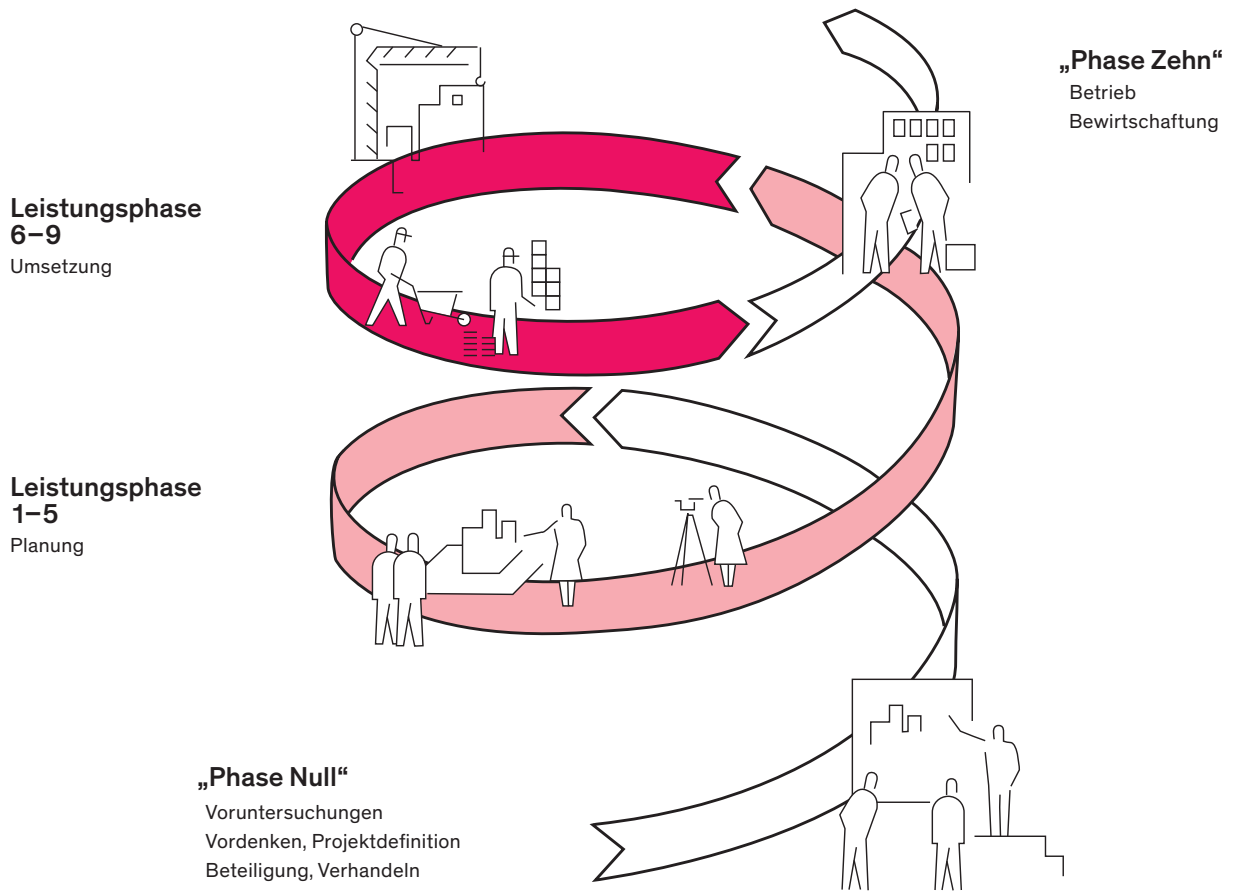 „Phase Zehn“
Betrieb
Bewirtschaftung
Leistungsphase
6–9
Umsetzung
Leistungsphase
1–5
Planung
„Phase Null“
Voruntersuchungen
Vordenken, Projektdefinition
Beteiligung, Verhandeln